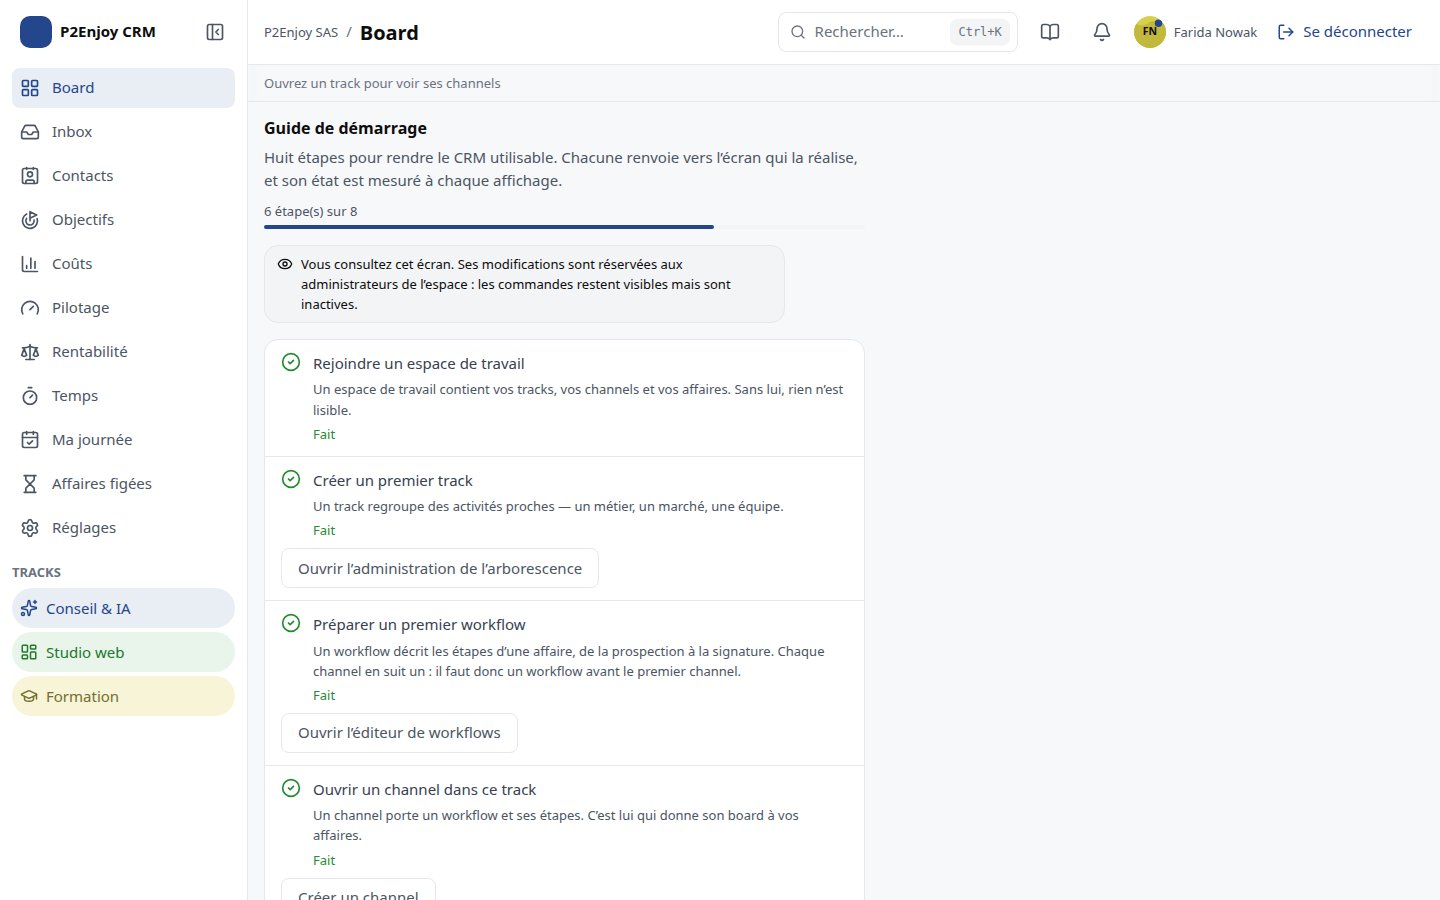 P2Enjoy CRM
Board
Inbox
Contacts
Objectifs
Coûts
Pilotage
Rentabilité
Temps
Ma journée
Affaires figées
Réglages
TRACKS
Conseil & IA
Studio web
Formation
P2Enjoy SAS / Board
Rechercher...
Ctrl+K
FN
Farida Nowak
Se déconnecter
Ouvrez un track pour voir ses channels
Guide de démarrage
Huit étapes pour rendre le CRM utilisable. Chacune renvoie vers l’écran qui la réalise,
et son état est mesuré à chaque affichage.
6 étape(s) sur 8
Vous consultez cet écran. Ses modifications sont réservées aux
administrateurs de l’espace : les commandes restent visibles mais sont
inactives.
Rejoindre un espace de travail
Un espace de travail contient vos tracks, vos channels et vos affaires. Sans lui, rien n’est
lisible.
Fait
Créer un premier track
Un track regroupe des activités proches — un métier, un marché, une équipe.
Fait
Ouvrir l’administration de l’arborescence
Préparer un premier workflow
Un workflow décrit les étapes d’une affaire, de la prospection à la signature. Chaque
channel en suit un : il faut donc un workflow avant le premier channel.
Fait
Ouvrir l’éditeur de workflows
Ouvrir un channel dans ce track
Un channel porte un workflow et ses étapes. C’est lui qui donne son board à vos
affaires.
Fait
Créer un channel